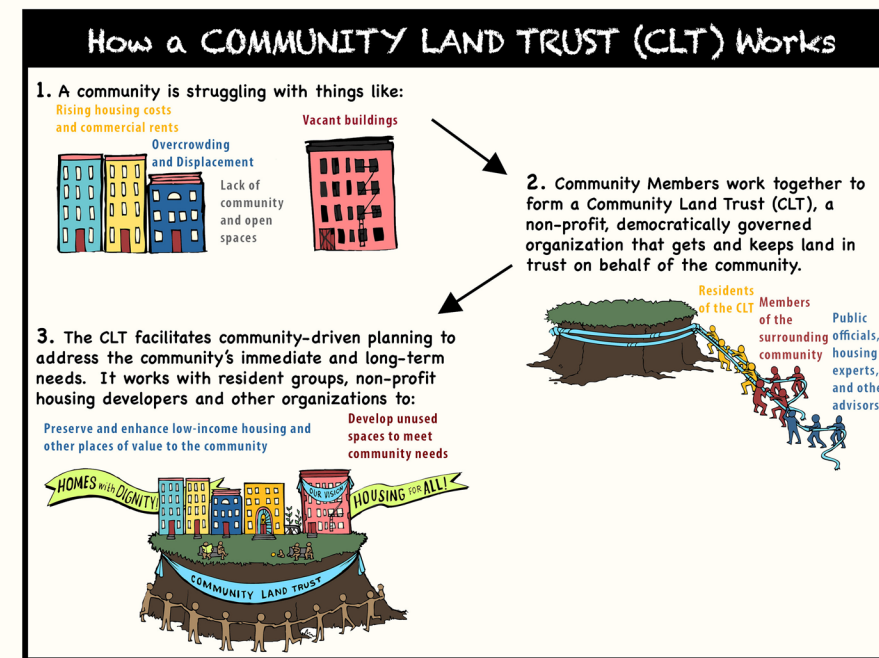 How a COMMUNITY LAND TRUST (CLT) Works
1. A community is struggling with things like:
Rising housing costs
and commercial rents
Overcrowding
and Displacement
Lack of
community
and open
spaces
Vacant buildings
2. Community Members work together to
form a Community Land Trust (CLT), a
non-profit, democratically governed
organization that gets and keeps land in
trust on behalf of the community.
Residents
of the CLT
Members
of the
surrounding
community
Public
officials,
housing
experts,
and othe
advisors
3. The CLT facilitates community-driven planning to
address the community's immediate and long-term
needs. It works with resident groups, non-profit
housing developers and other organizations to:
Preserve and enhance low-income housing and
other places of value to the community
Develop unused
spaces to meet
community needs
HOMES with DIGNITY!
OUR VISION
HOUSING FOR ALL!
COMMUNITY LAND TRUST